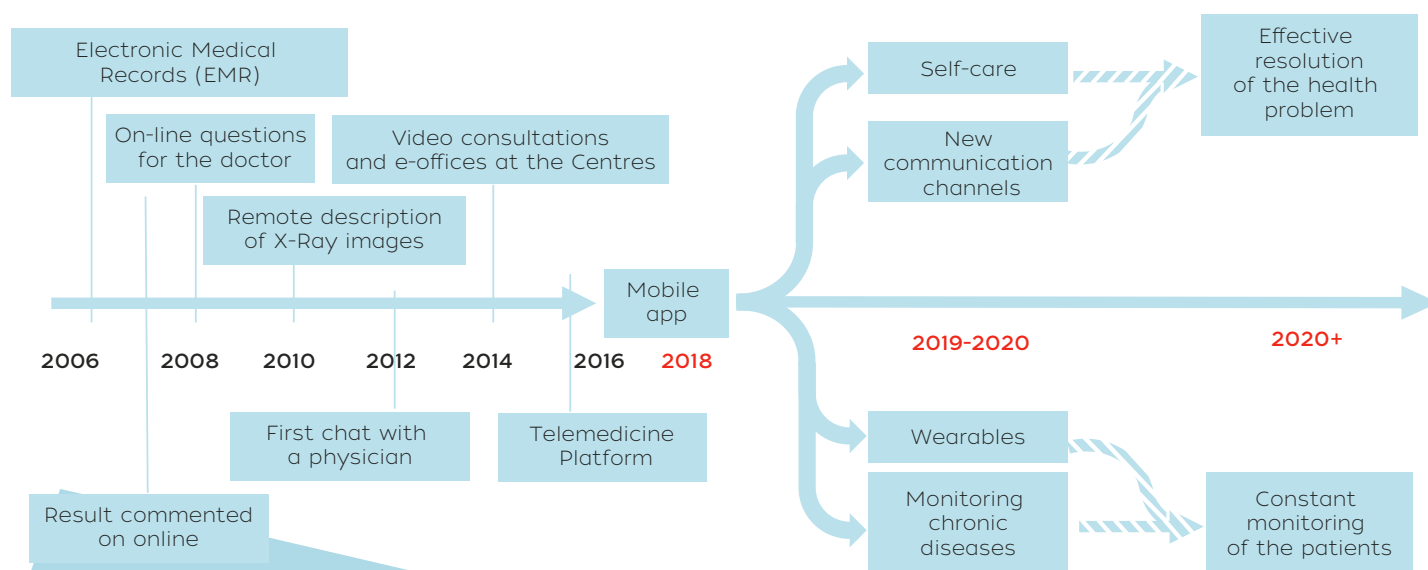 Electronic Medical
Records (EMR)
On-line questions
for the doctor
Video consultations
and e-offices at the Centres
Remote description
of X-Ray images
Mobile
app
2006
2008
2010
2012
2014
2016
2018
First chat with
a physician
Telemedicine
Platform
Result commented
on online
Self-care
New
communication
channels
Effective
resolution
of the health
problem
2019-2020
2020+
Wearables
Monitoring
chronic
diseases
Constant
monitoring
of the patients